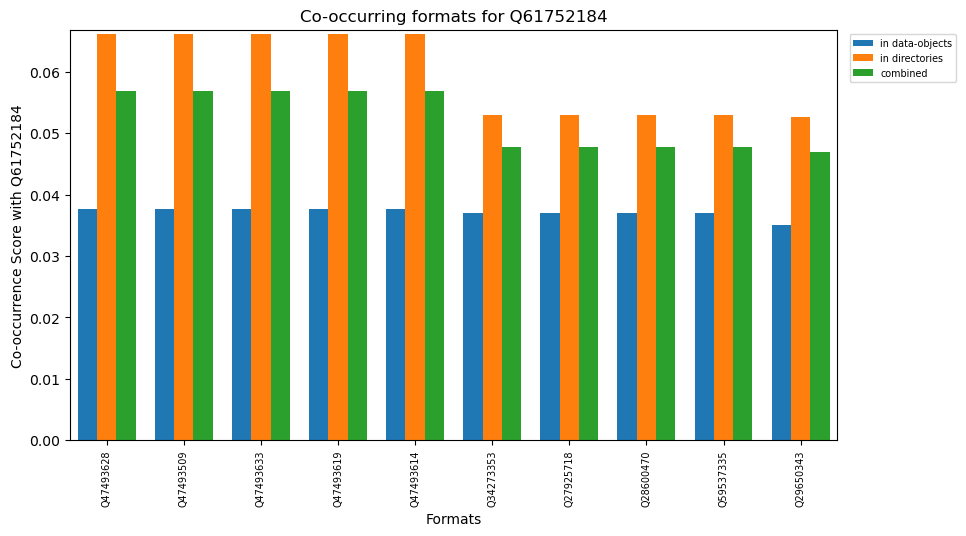 Co-occurring formats for Q61752184
in data-objects
in directories
combined
Co-occurrence Score with Q61752184
0.06
0.05
0.04
0.03
0.02
0.01
0.00
Q47493628
Q47493509
Q47493633
Q47493619
Q47493614
Q34273353
Q27925718
Q28600470
Q59537335
Q29650343
Formats